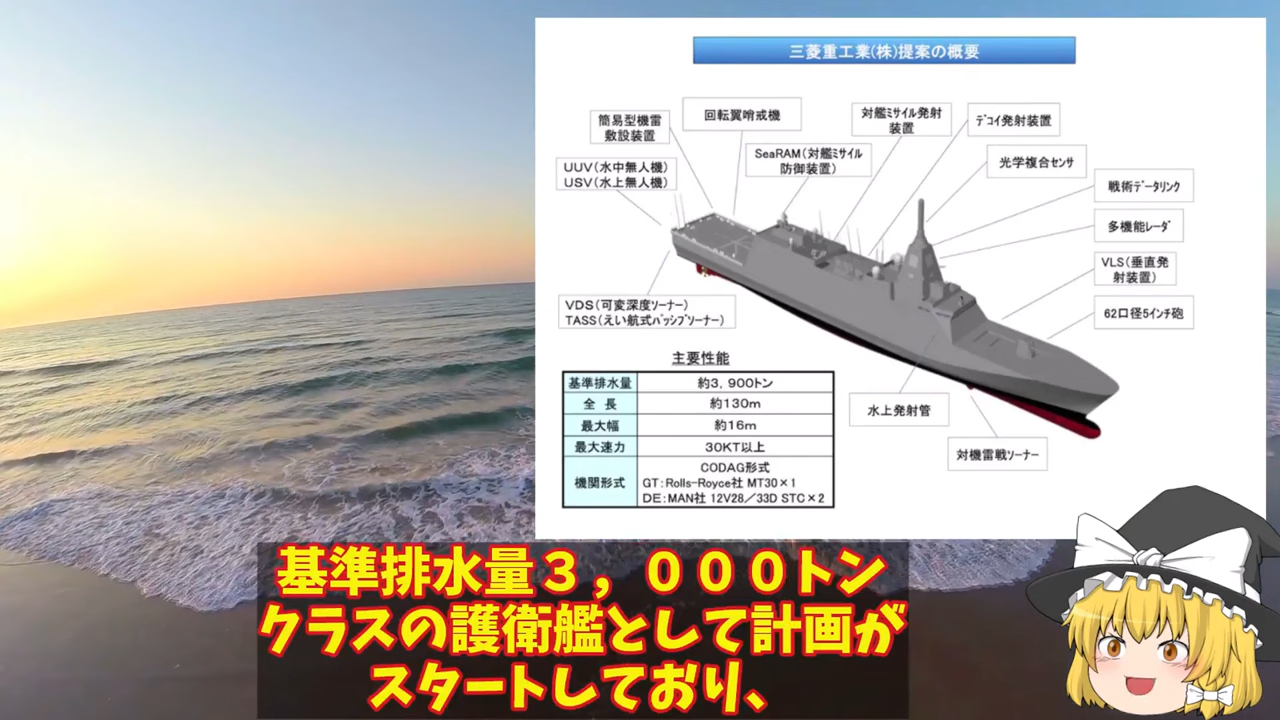 三菱重工業(株)提案の概要
簡易型機雷
敷設装置
回転翼哨戒機
対艦ﾐｻｲﾙ発射
装置
ﾃﾞｺｲ発射装置
UUV(水中無人機)
USV(水上無人機)
SeaRAM(対艦ﾐｻｲﾙ
防御装置)
光学複合ｾﾝｻ
戦術ﾃﾞｰﾀﾘﾝｸ
多機能ﾚｰﾀﾞ
VLS(垂直発
射装置)
62口径5ｲﾝﾁ砲
VDS(可変深度ｿｰﾅｰ)
TASS(えい航式ﾊﾟｯｼﾌﾞｿｰﾅｰ)
水上発射管
対機雷戦ｿｰﾅｰ
主要性能
基準排水量 約3，900トン
全 長 約130m
最大幅 約16m
最大速力 30KT以上
機関形式 CODAG形式
GT：Rolls-Royce社 MT30×1
DE：MAN社 12V28／33D STC×2
基準排水量３，０００トン
クラスの護衛艦として計画が
スタートしており、